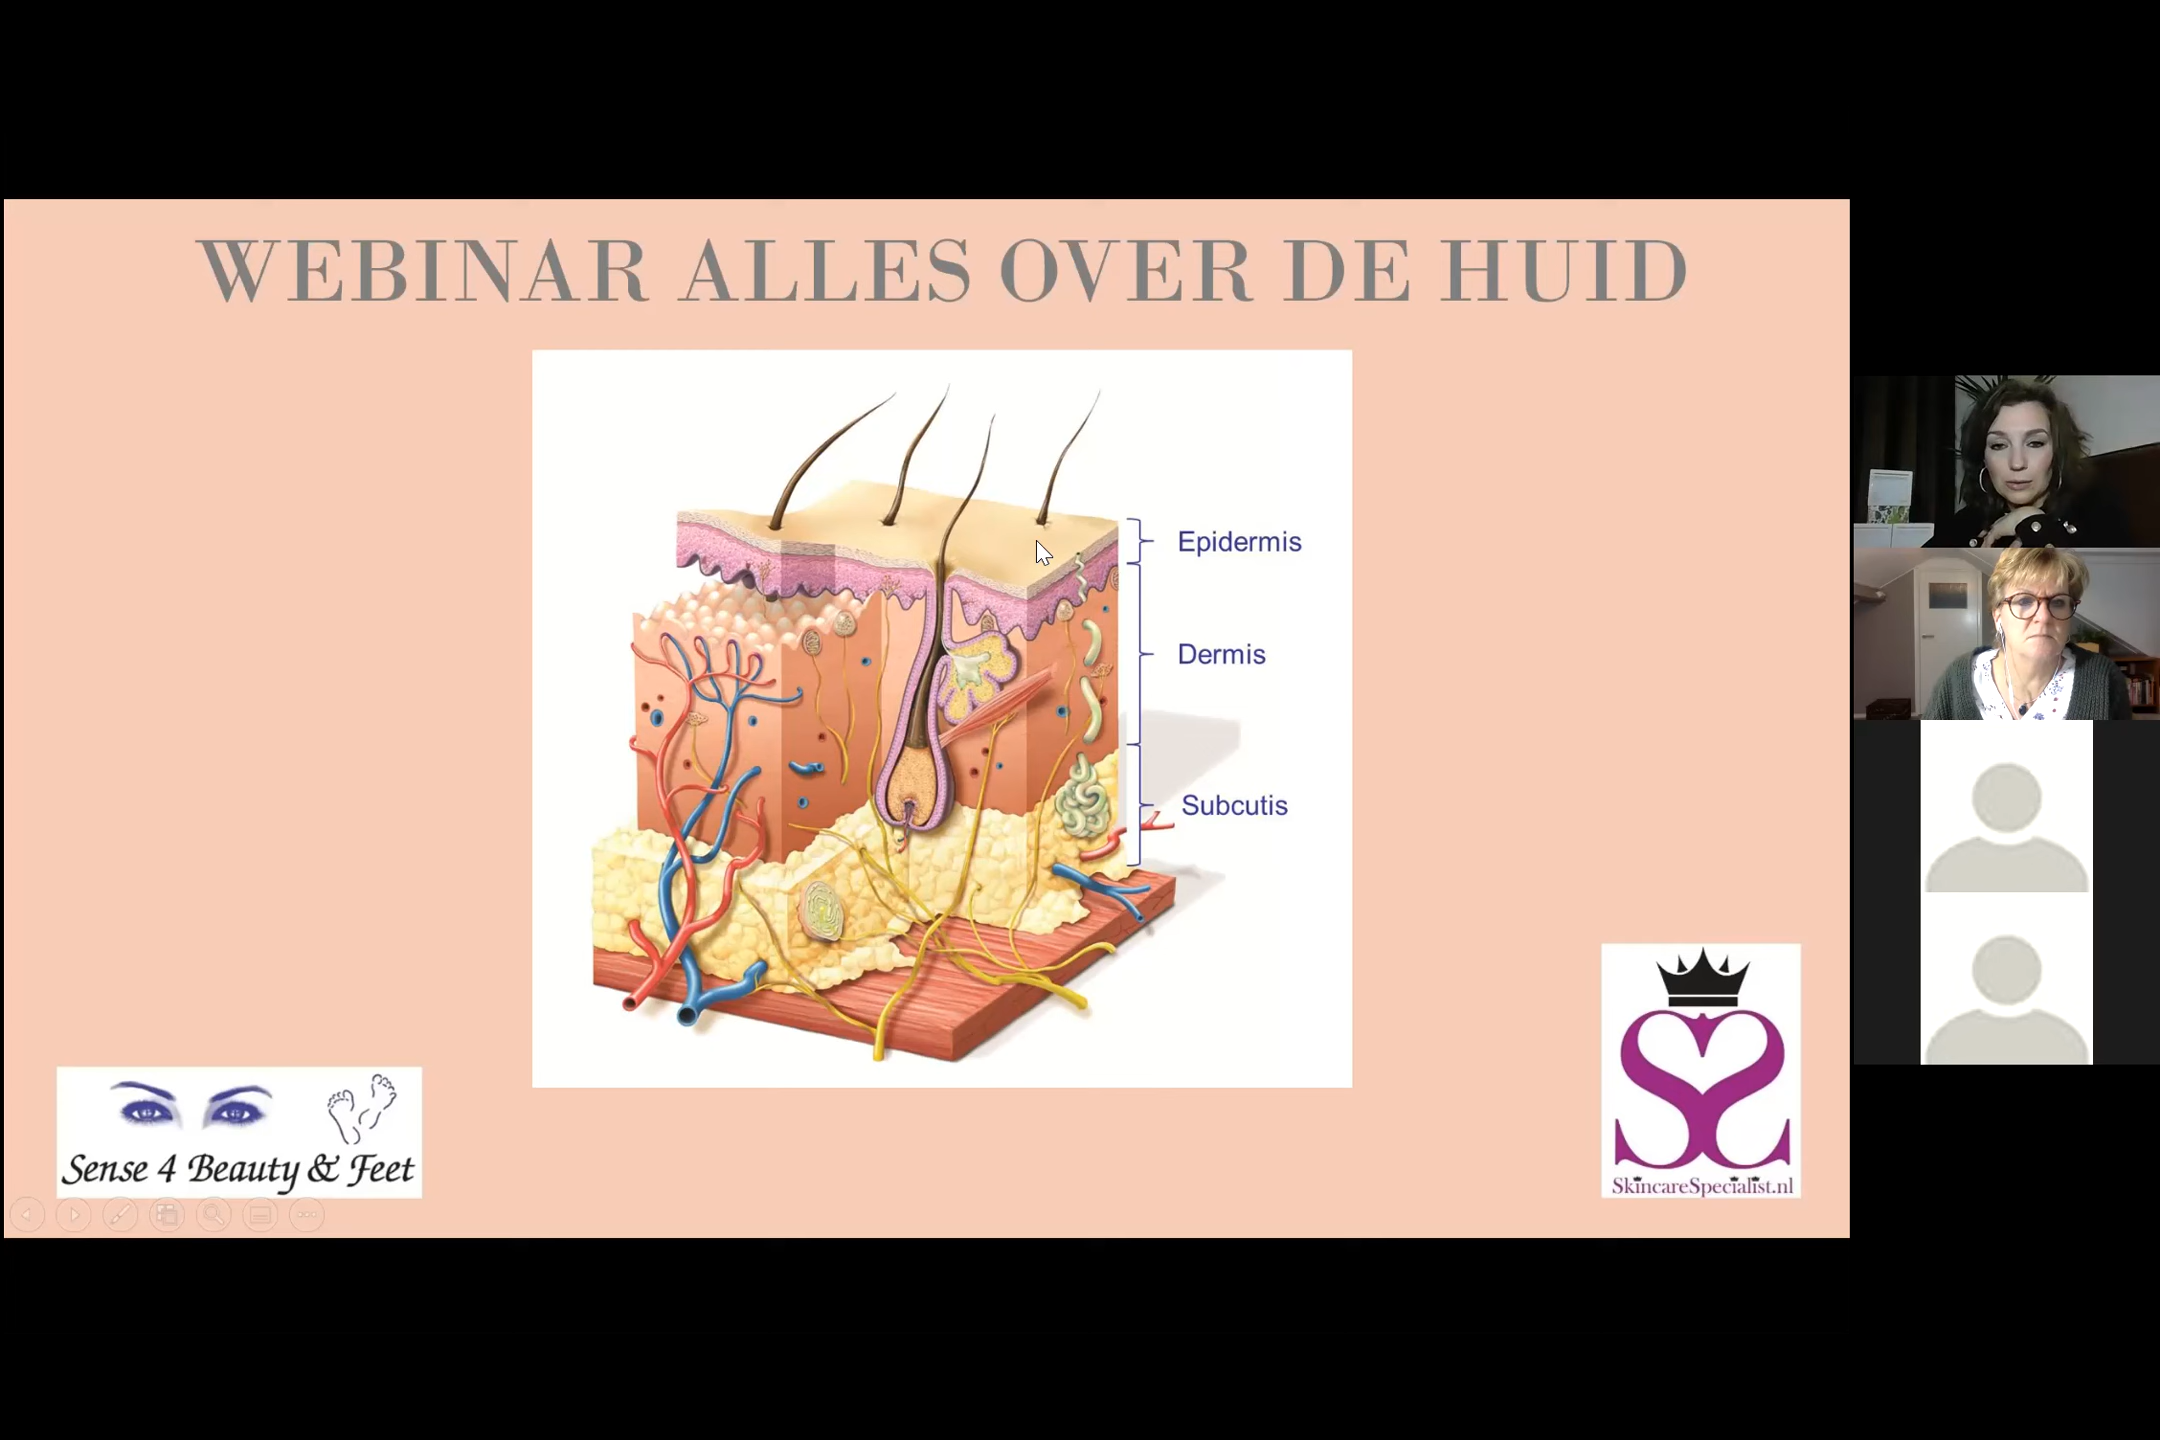 WEBINAR ALLES OVER DE HUID
Epidermis
Dermis
Subcutis
Sense 4 Beauty & Feet
SkincareSpecialist.nl